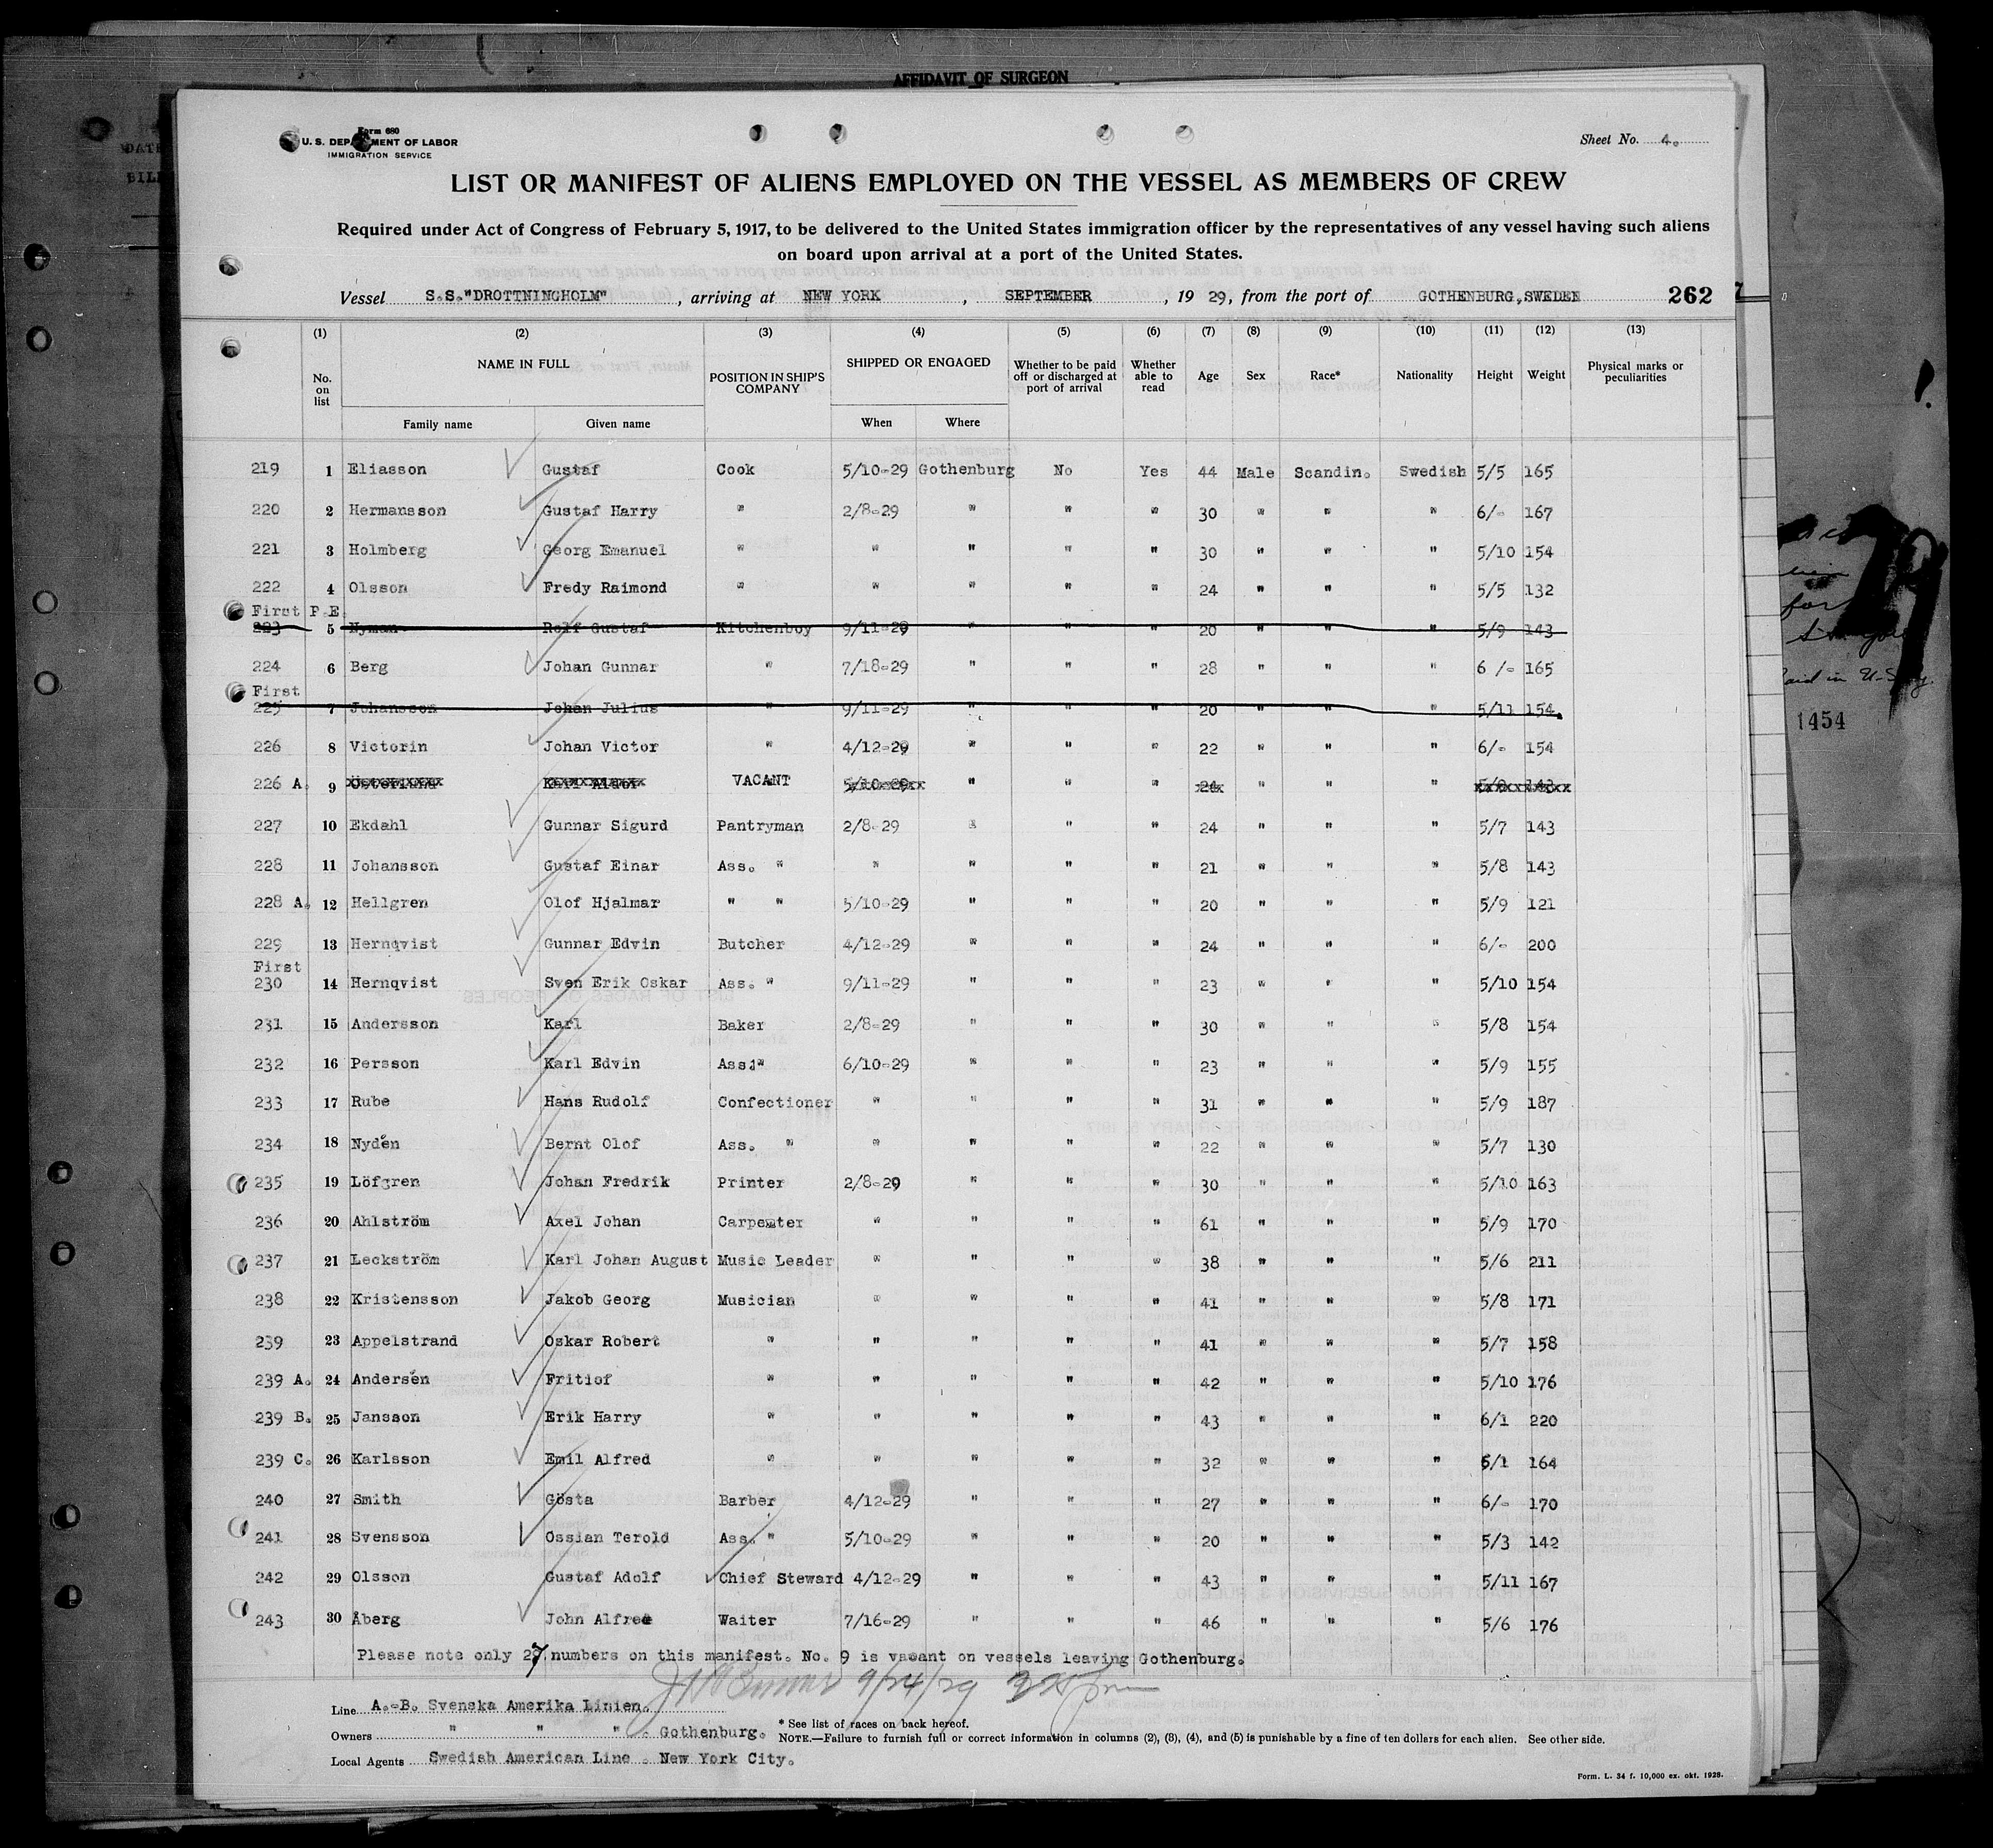 AFFIDAVIT OF SURGEON
Form 680
U. S. DEPARTMENT OF LABOR
IMMIGRATION SERVICE
Sheet No. 4.
LIST OR MANIFEST OF ALIENS EMPLOYED ON THE VESSEL AS MEMBERS OF CREW
Required under Act of Congress of February 5, 1917, to be delivered to the United States immigration officer by the representatives of any vessel having such aliens
on board upon arrival at a port of the United States.
Vessel S.S."DROTTNINGHOLM" , arriving at NEW YORK , SEPTEMBER , 19 29, from the port of GOTHENBURG,SWEDEN 262
(1) (2) (3) (4) (5) (6) (7) (8) (9) (10) (11) (12) (13)
No. on list NAME IN FULL Family name Given name POSITION IN SHIP'S COMPANY SHIPPED OR ENGAGED When Where Whether to be paid off or discharged at port of arrival Whether able to read Age Sex Race* Nationality Height Weight Physical marks or peculiarities
219 1 Eliasson Gustaf Cook 5/10-29 Gothenburg No Yes 44 Male Scandin. Swedish 5/5 165
220 2 Hermansson Gustaf Harry " 2/8-29 " " " 30 " " " 6/- 167
221 3 Holmberg Georg Emanuel " " " " " 30 " " " 5/10 154
222 4 Olsson Fredy Raimond " " " " " 24 " " " 5/5 132
First P.E.
223 5 Nyman Rolf Gustaf Kitchenboy 9/11-29 " " " 20 " " " 5/9 143
224 6 Berg Johan Gunnar " 7/18-29 " " " 28 " " " 6 /- 165
First
225 7 Johansson Johan Julius " 9/11-29 " " " 20 " " " 5/11 154
226 8 Victorin Johan Victor " 4/12-29 " " " 22 " " " 6/- 154
226 A. 9 VACANT 5/10-29 " " " 24 " " "
227 10 Ekdahl Gunnar Sigurd Pantryman 2/8-29 " " " 24 " " " 5/7 143
228 11 Johansson Gustaf Einar Ass. " " " " " 21 " " " 5/8 143
228 A. 12 Hellgren Olof Hjalmar " " 5/10-29 " " " 20 " " " 5/9 121
229 13 Hernqvist Gunnar Edvin Butcher 4/12-29 " " " 24 " " " 6/- 200
First
230 14 Hernqvist Sven Erik Oskar Ass. " 9/11-29 " " " 23 " " " 5/10 154
231 15 Andersson Karl Baker 2/8-29 " " " 30 " " " 5/8 154
232 16 Persson Karl Edvin Ass." 6/10-29 " " " 23 " " " 5/9 155
233 17 Rube Hans Rudolf Confectioner " " " " 31 " " " 5/9 187
234 18 Nydén Bernt Olof Ass. " " " " " 22 " " " 5/7 130
235 19 Löfgren Johan Fredrik Printer 2/8-29 " " " 30 " " " 5/10 163
236 20 Ahlström Axel Johan Carpenter " " " " 61 " " " 5/9 170
237 21 Leckström Karl Johan August Music Leader " " " " 38 " " " 5/6 211
238 22 Kristensson Jakob Georg Musician " " " " 41 " " " 5/8 171
239 23 Appelstrand Oskar Robert " " " " " 41 " " " 5/7 158
239 A. 24 Andersén Fritiof " " " " " 42 " " " 5/10 176
239 B. 25 Jansson Erik Harry " " " " " 43 " " " 6/1 220
239 C. 26 Karlsson Emil Alfred " " " " " 32 " " " 6/1 164
240 27 Smith Gösta Barber 4/12-29 " " " 27 " " " 6/- 170
241 28 Svensson Ossian Terold Ass. " 5/10-29 " " " 20 " " " 5/3 142
242 29 Olsson Gustaf Adolf Chief Steward 4/12-29 " " " 43 " " " 5/11 167
243 30 Åberg John Alfred Waiter 7/16-29 " " " 46 " " " 5/6 176
Please note only 27 numbers on this manifest. No. 9 is vacant on vessels leaving Gothenburg.
9/24/29
Line A.-B. Svenska Amerika Linien.
Owners " " " . Gothenburg.
Local Agents Swedish American Line . New York City.
* See list of races on back hereof.
NOTE.—Failure to furnish full or correct information in columns (2), (3), (4), and (5) is punishable by a fine of ten dollars for each alien. See other side.
Form. L. 34 f. 10,000 ex. okt. 1928.
1454